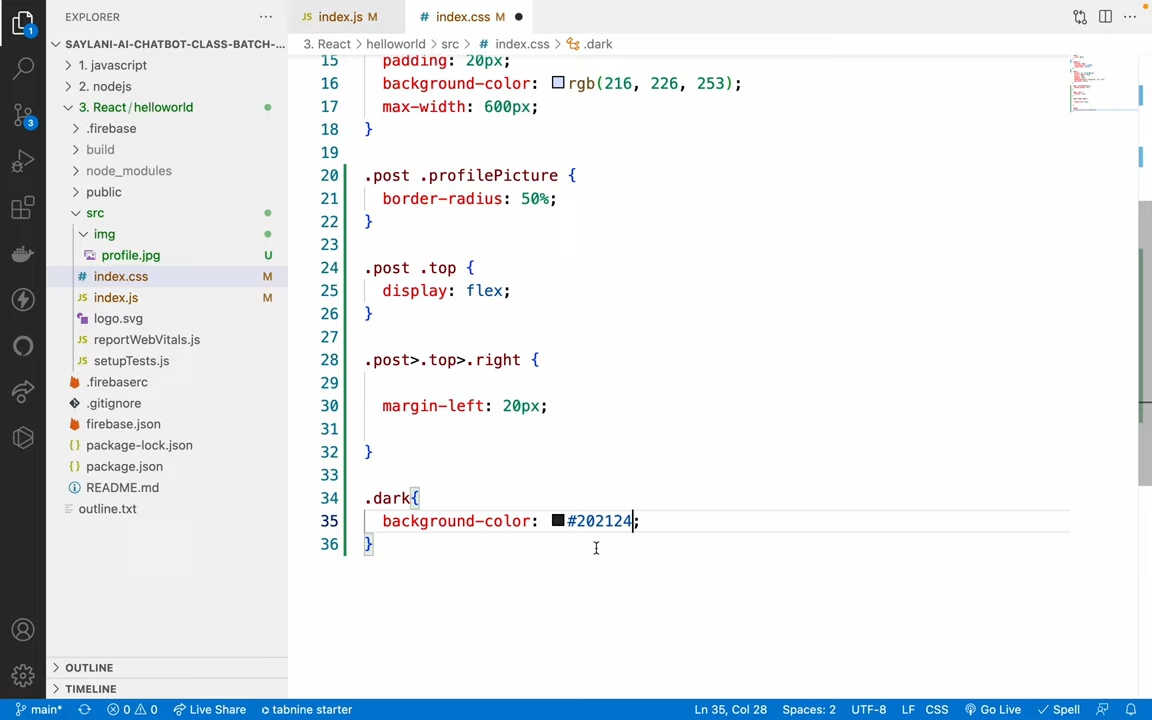 EXPLORER
SAYLANI-AI-CHATBOT-CLASS-BATCH-...
1. javascript
2. nodejs
3. React/helloworld
.firebase
build
node_modules
public
src
img
profile.jpg U
index.css M
index.js M
logo.svg
reportWebVitals.js
setupTests.js
.firebaserc
.gitignore
firebase.json
package-lock.json
package.json
README.md
outline.txt
OUTLINE
TIMELINE
1
3
JS index.js M
# index.css M
3. React > helloworld > src > # index.css > .dark
15 padding: 20px;
16 background-color: rgb(216, 226, 253);
17 max-width: 600px;
18 }
19
20 .post .profilePicture {
21 border-radius: 50%;
22 }
23
24 .post .top {
25 display: flex;
26 }
27
28 .post>.top>.right {
29
30 margin-left: 20px;
31
32 }
33
34 .dark{
35 background-color: #202124;
36 }
main* 0 0 Live Share tabnine starter Ln 35, Col 28 Spaces: 2 UTF-8 LF CSS Go Live Spell